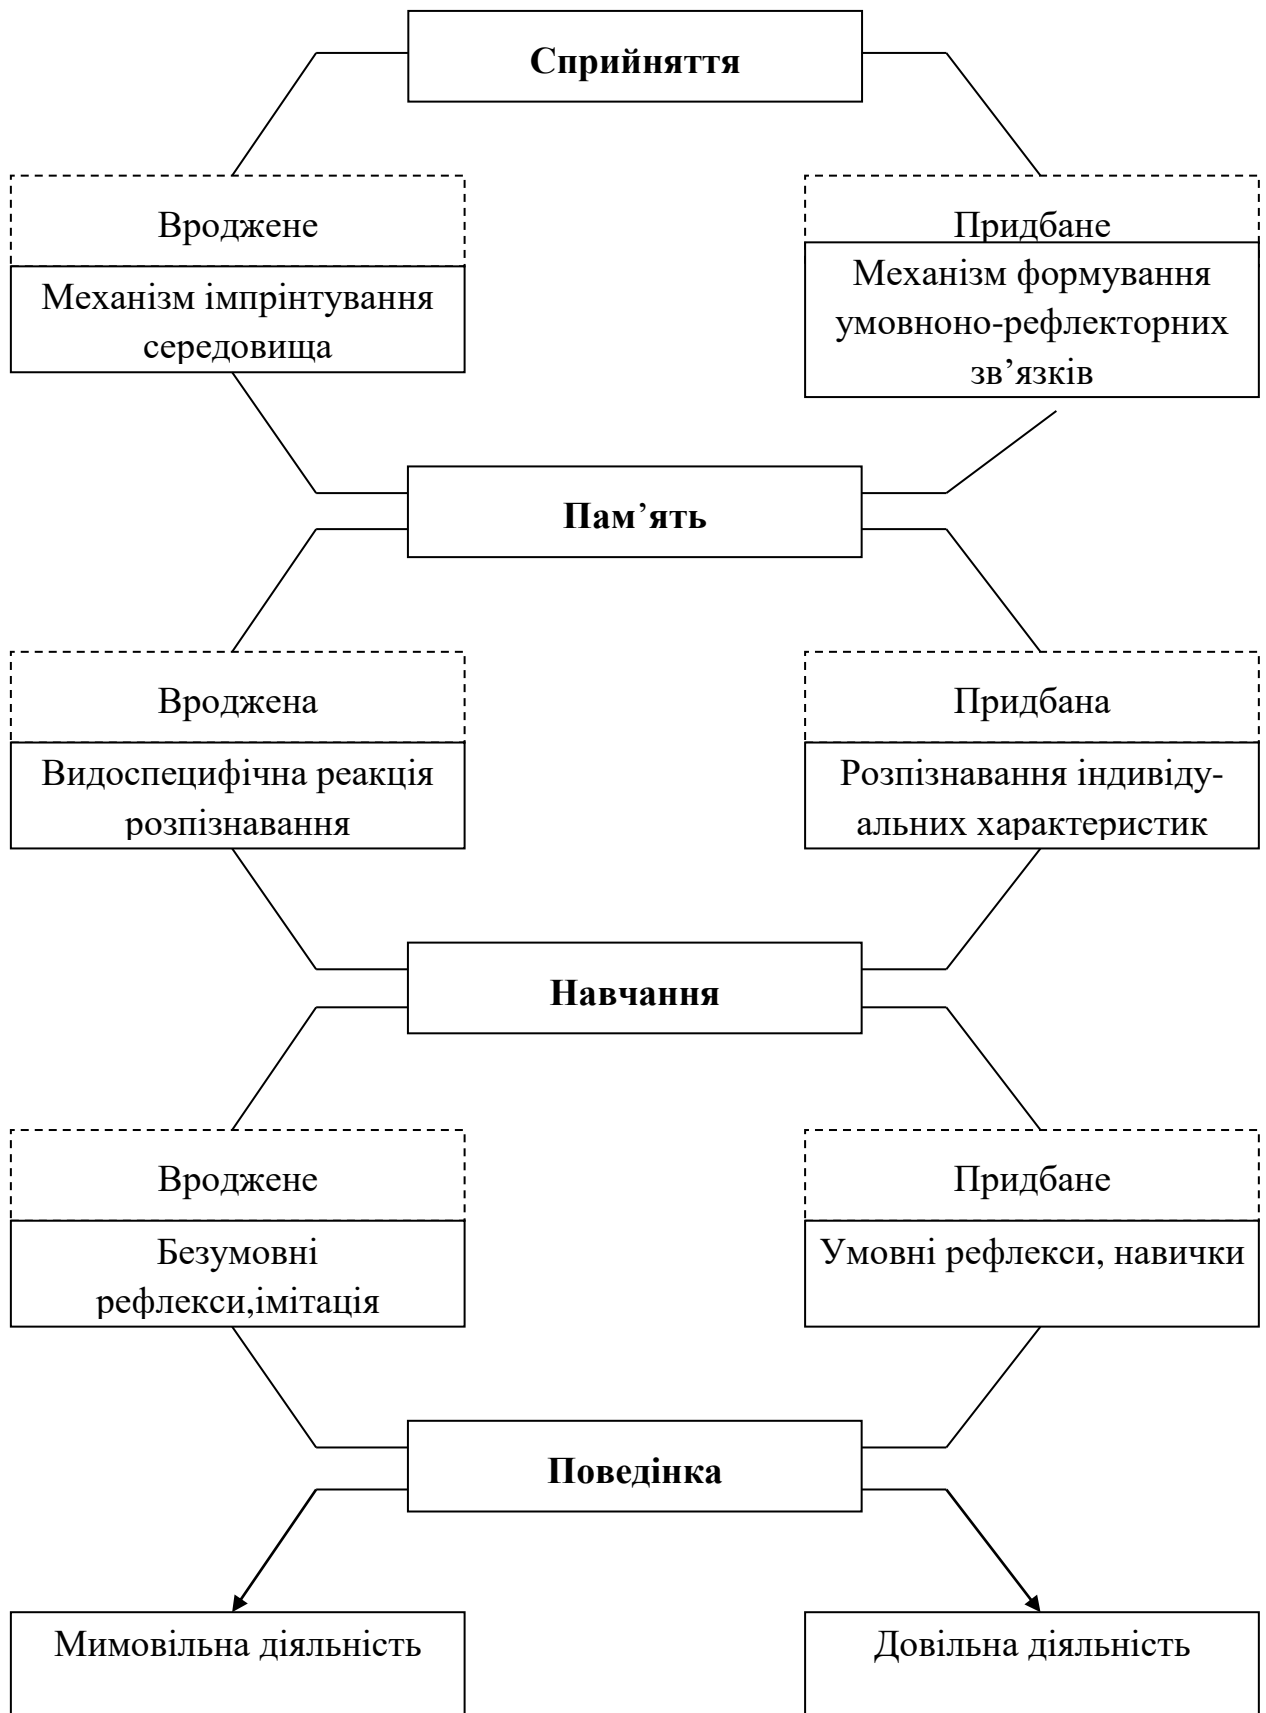 Сприйняття
Вроджене
Механізм імпрінтування
середовища
Придбане
Механізм формування
умовноно-рефлекторних
зв’язків
Пам’ять
Вроджена
Видоспецифічна реакція
розпізнавання
Придбана
Розпізнавання індивіду-
альних характеристик
Навчання
Вроджене
Безумовні
рефлекси,імітація
Придбане
Умовні рефлекси, навички
Поведінка
Мимовільна діяльність
Довільна діяльність